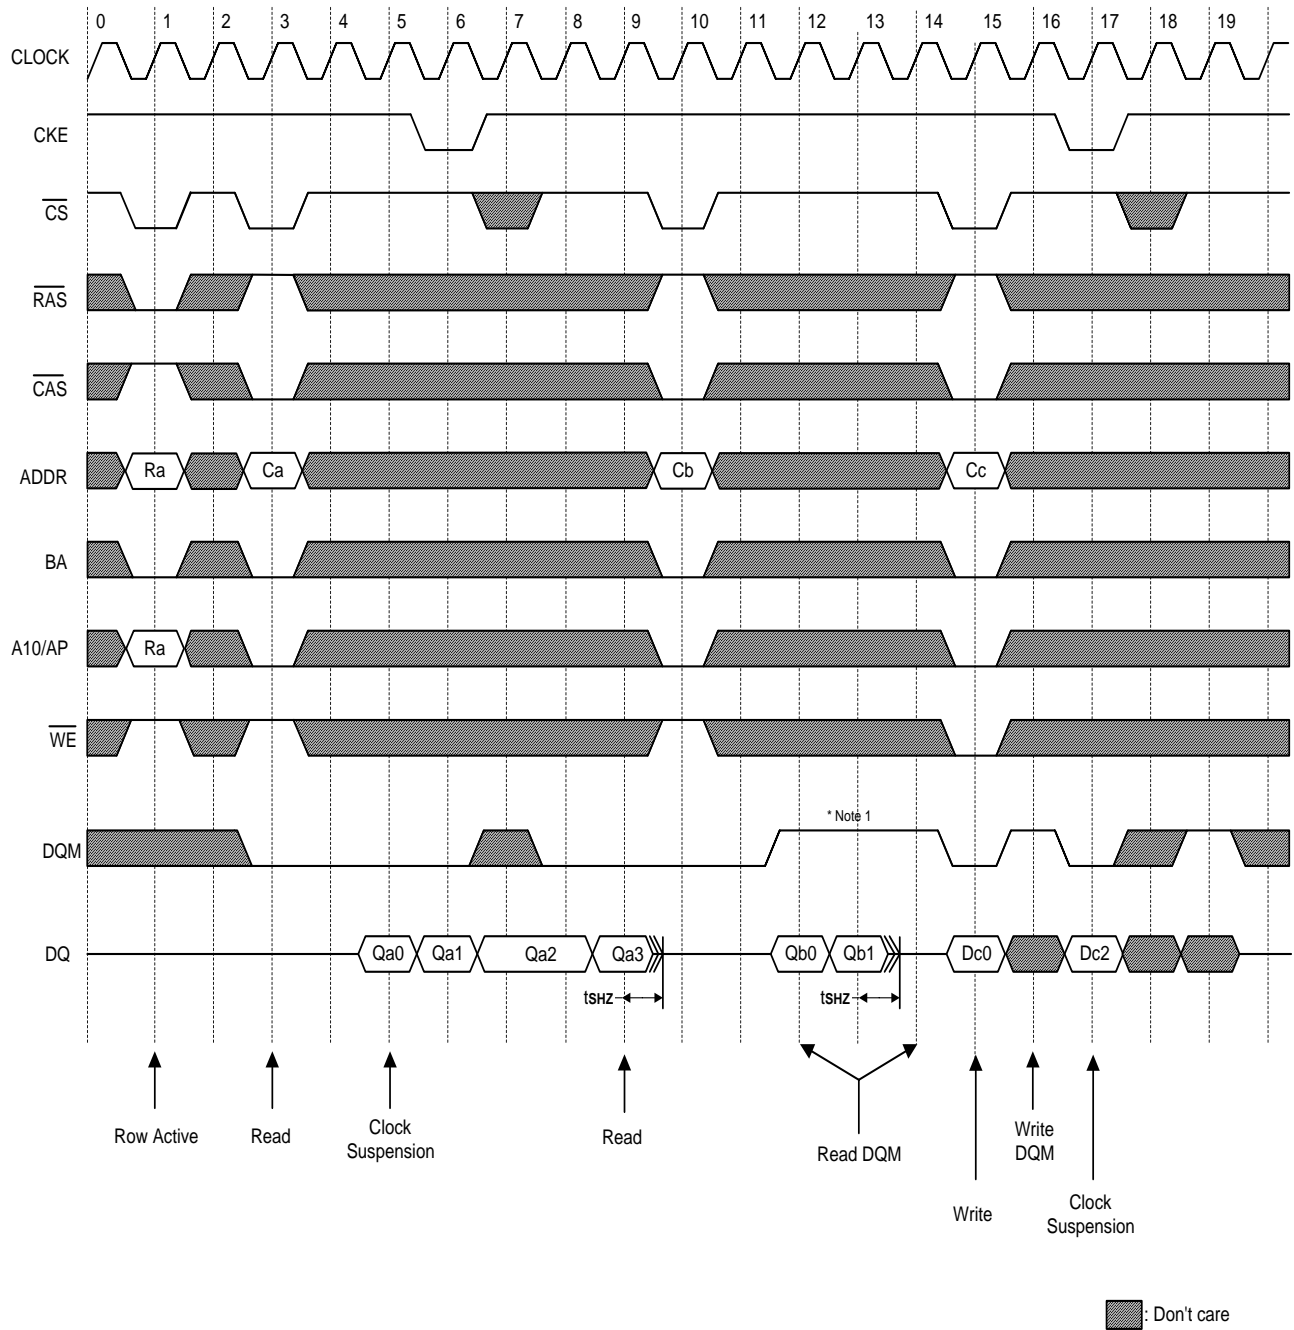 0 1 2 3 4 5 6 7 8 9 10 11 12 13 14 15 16 17 18 19
CLOCK
CKE
CS
RAS
CAS
ADDR Ra Ca Cb Cc
BA
A10/AP Ra
WE
* Note 1
DQM
DQ Qa0 Qa1 Qa2 Qa3 Qb0 Qb1 Dc0 Dc2
tSHZ tSHZ
Row Active
Read
Clock
Suspension
Read
Read DQM
Write
Write
DQM
Clock
Suspension
: Don't care